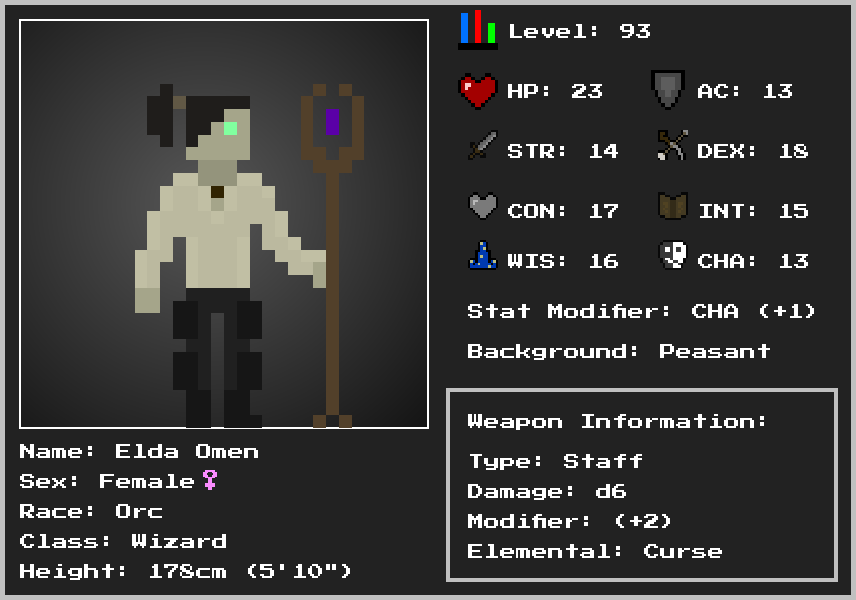 Level: 93
HP: 23 AC: 13
STR: 14 DEX: 18
CON: 17 INT: 15
WIS: 16 CHA: 13
Stat Modifier: CHA (+1)
Background: Peasant
Weapon Information:
Type: Staff
Damage: d6
Modifier: (+2)
Elemental: Curse
Name: Elda Omen
Sex: Female♀
Race: Orc
Class: Wizard
Height: 178cm (5'10")